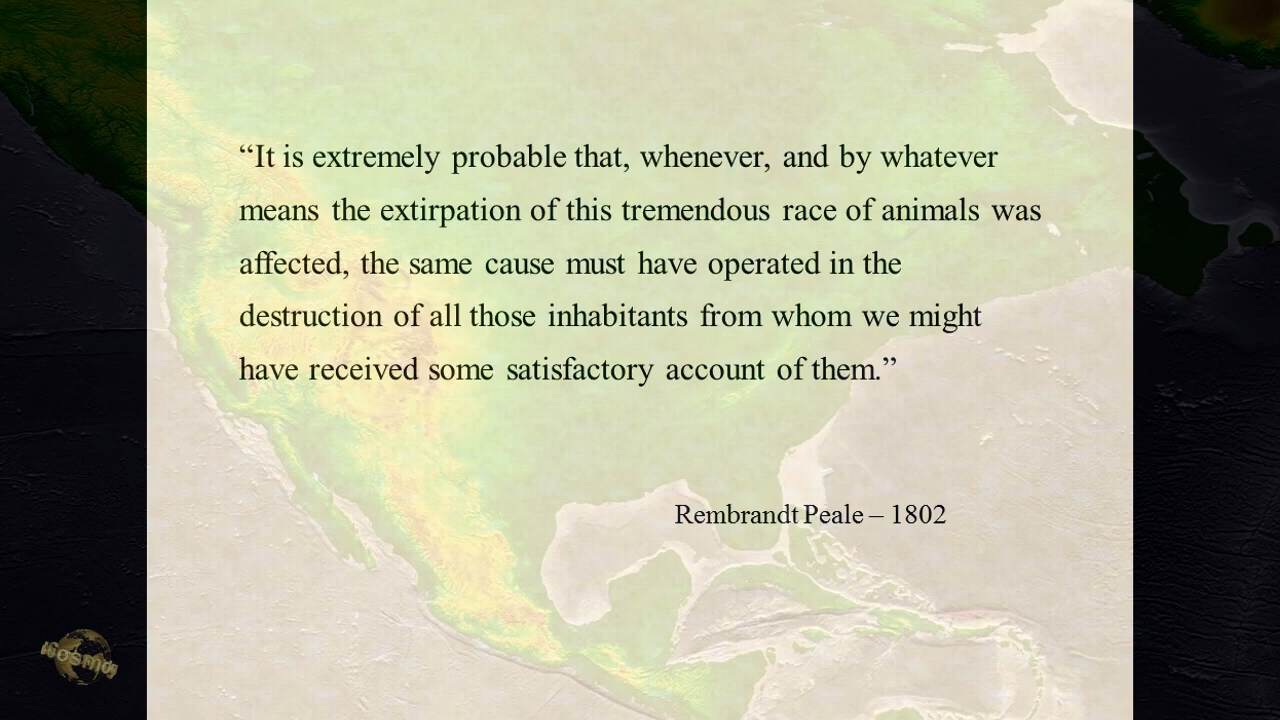 “It is extremely probable that, whenever, and by whatever
means the extirpation of this tremendous race of animals was
affected, the same cause must have operated in the
destruction of all those inhabitants from whom we might
have received some satisfactory account of them.”
Rembrandt Peale – 1802